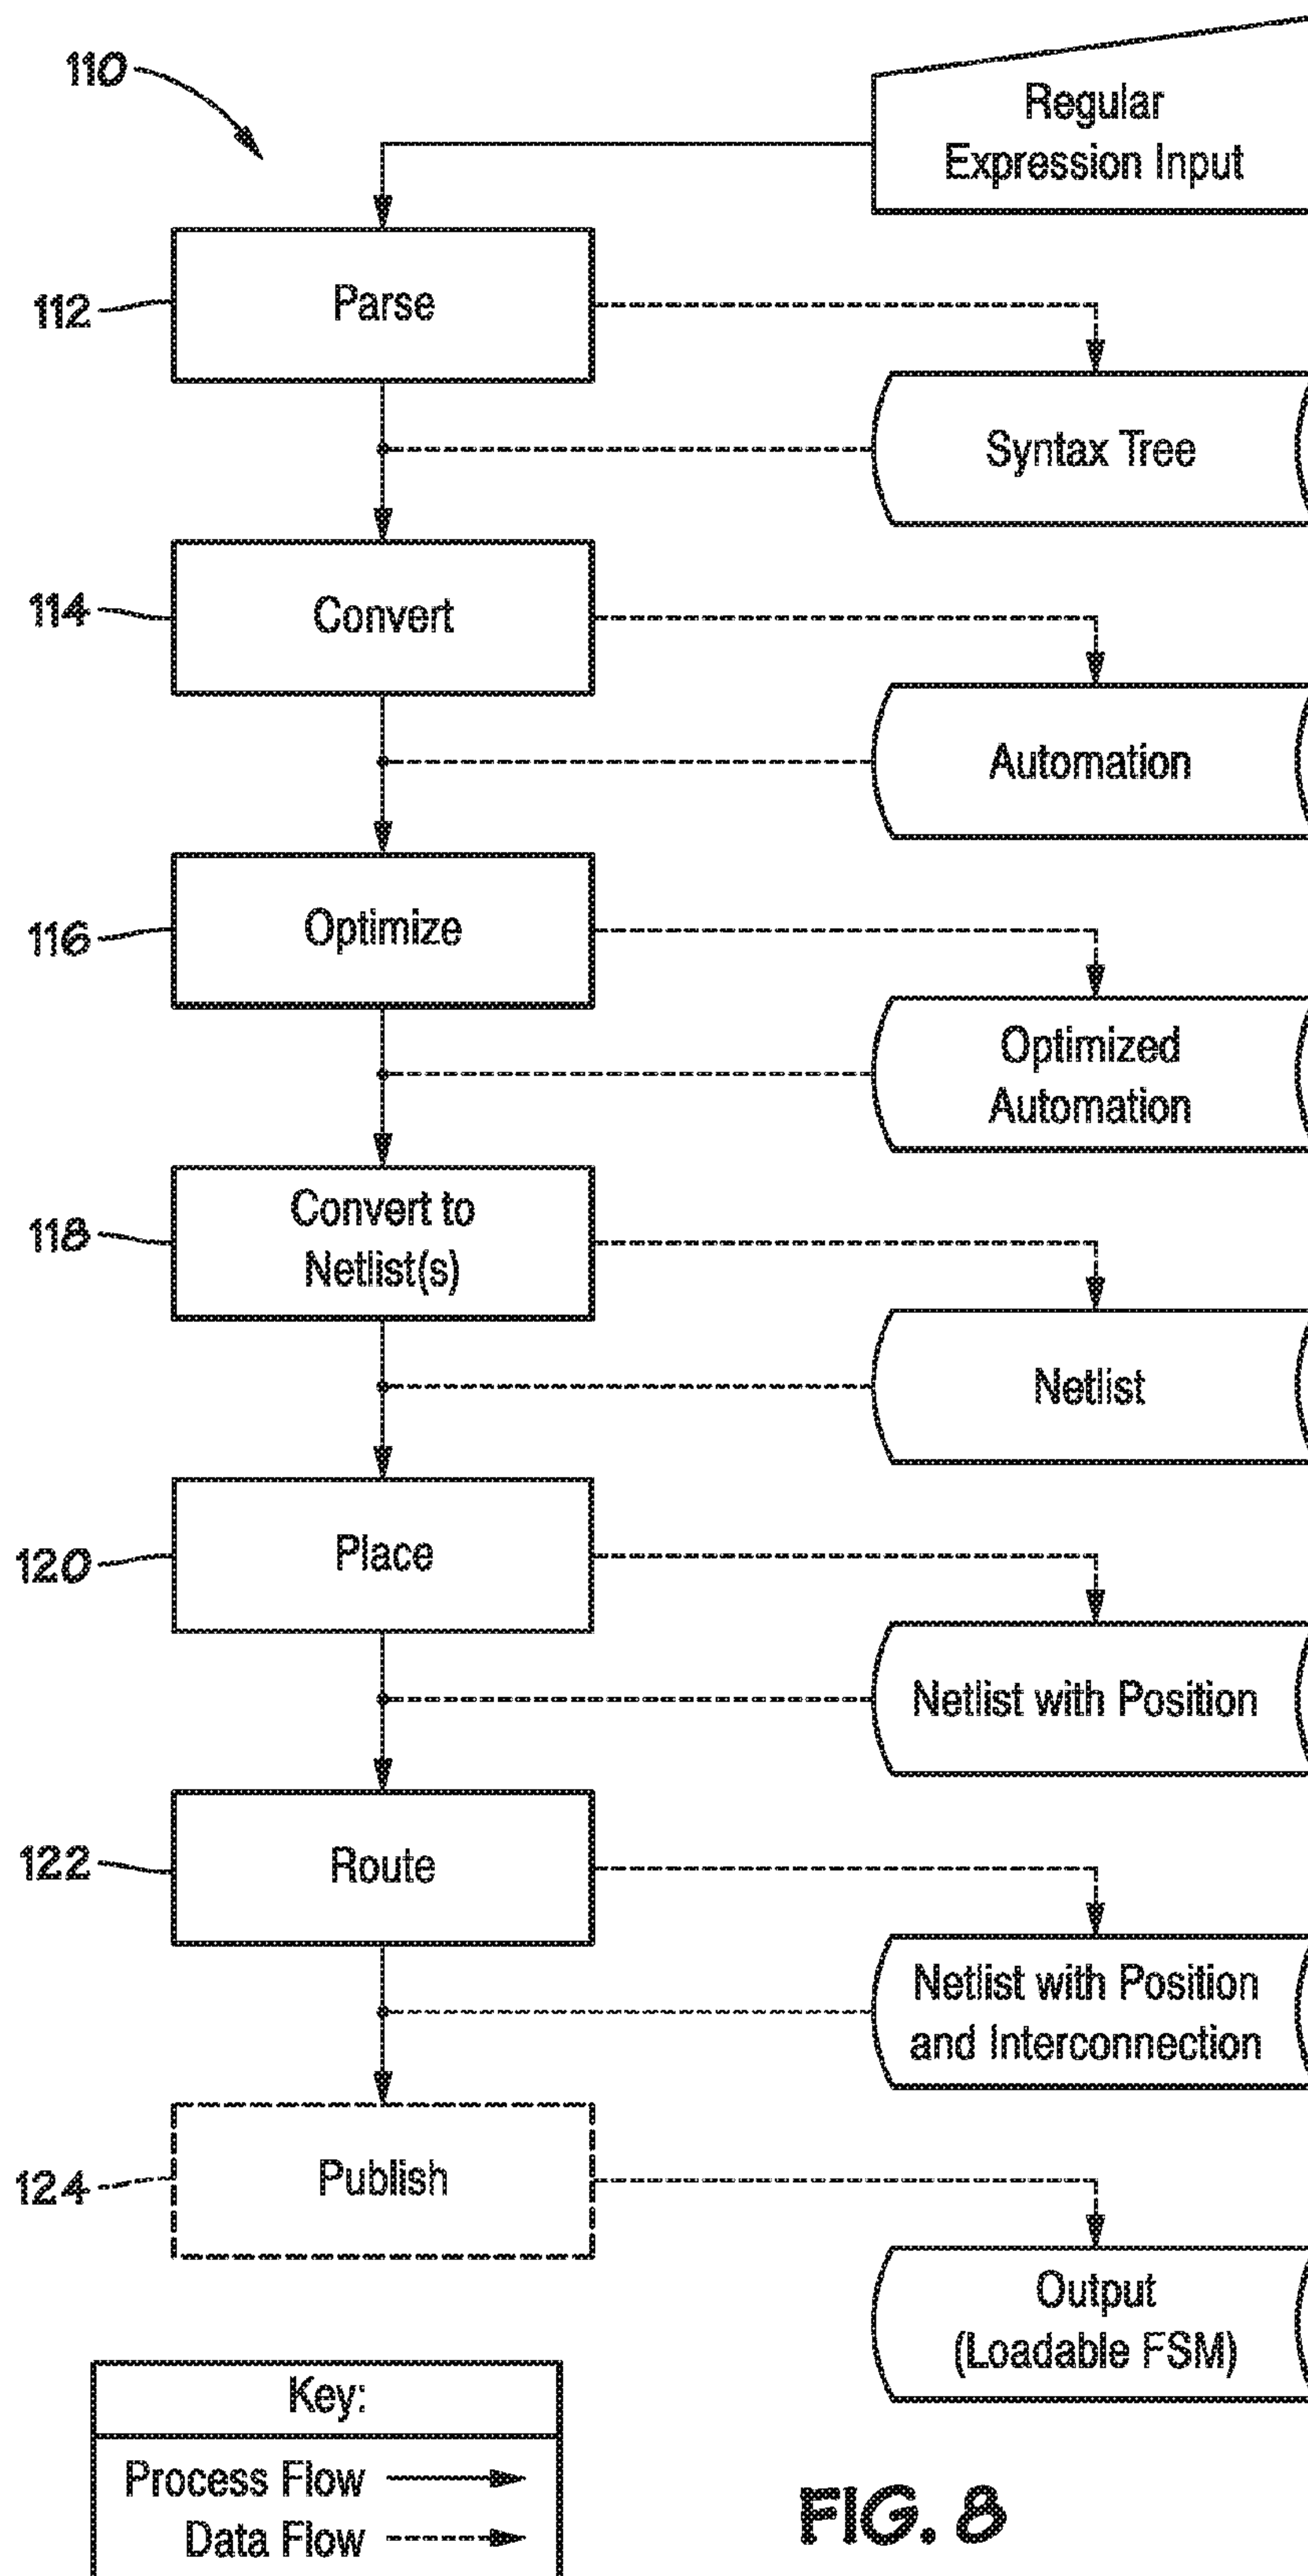 110
Regular
Expression Input
112
Parse
Syntax Tree
114
Convert
Automation
116
Optimize
Optimized
Automation
118
Convert to
Netlist(s)
Netlist
120
Place
Netlist with Position
122
Route
Netlist with Position
and Interconnection
124
Publish
Output
(Loadable FSM)
Key:
Process Flow
Data Flow
FIG. 8